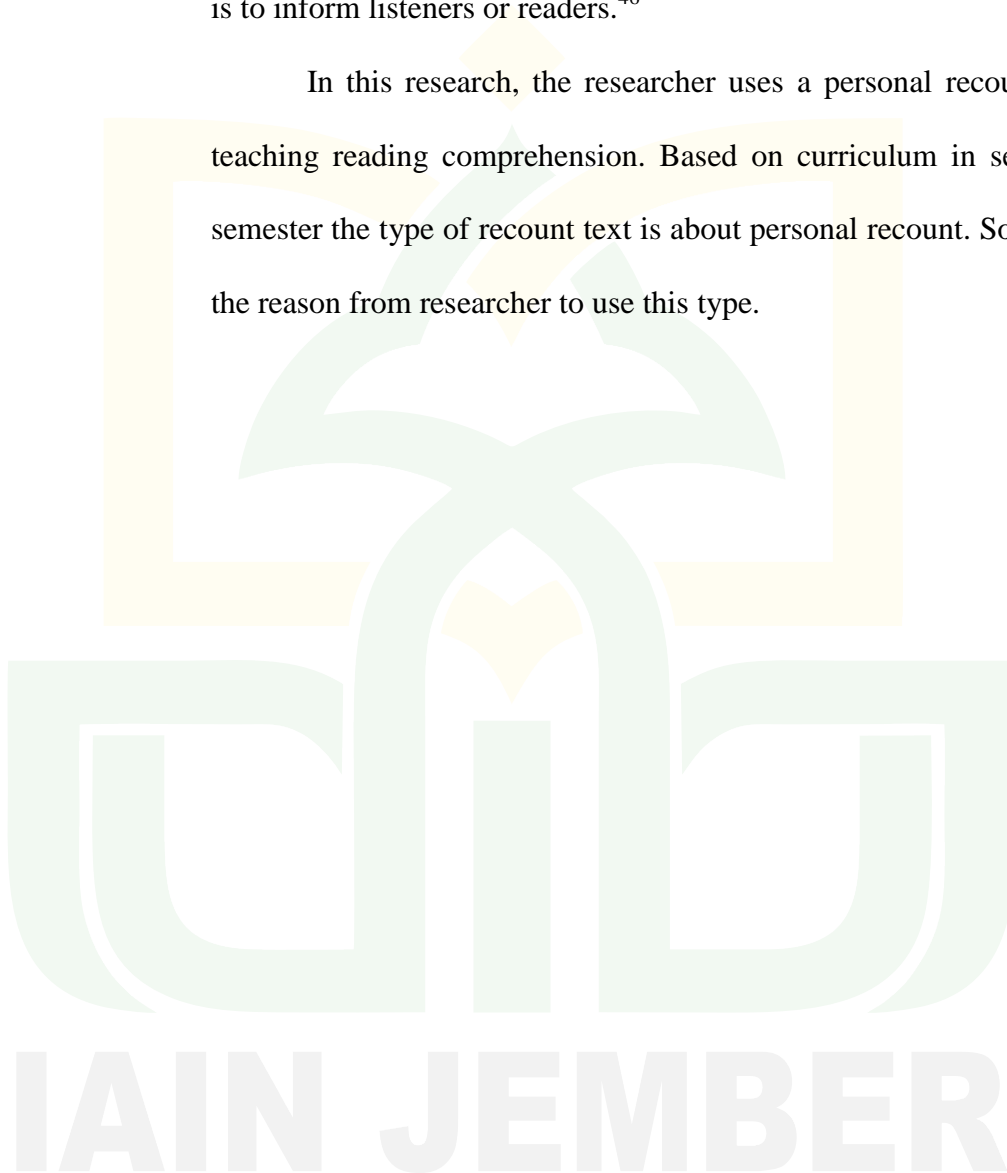 is to inform listeners or readers.
In this research, the researcher uses a personal
teaching reading comprehension. Based on curriculum in
semester the type of recount text is about personal recount. So
the reason from researcher to use this type.
IAIN JEMBER